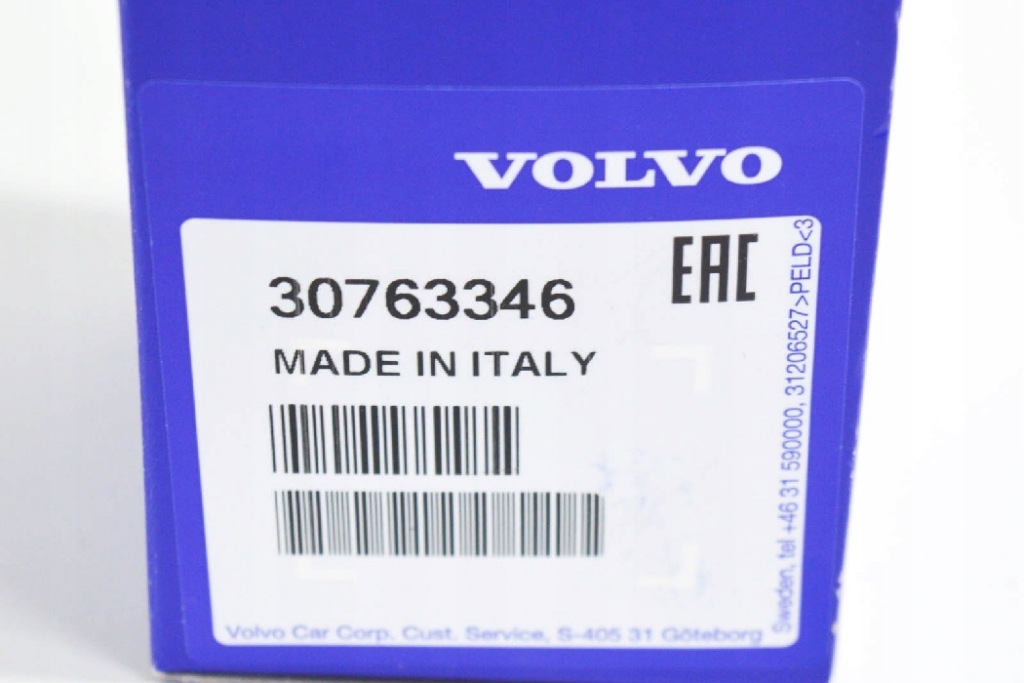 VOLVO
EAC
30763346
MADE IN ITALY
Volvo Car Corp. Cust. Service, S-405 31 Göteborg
Sweden, tel +46 31 590000, 31206527>PELD<3